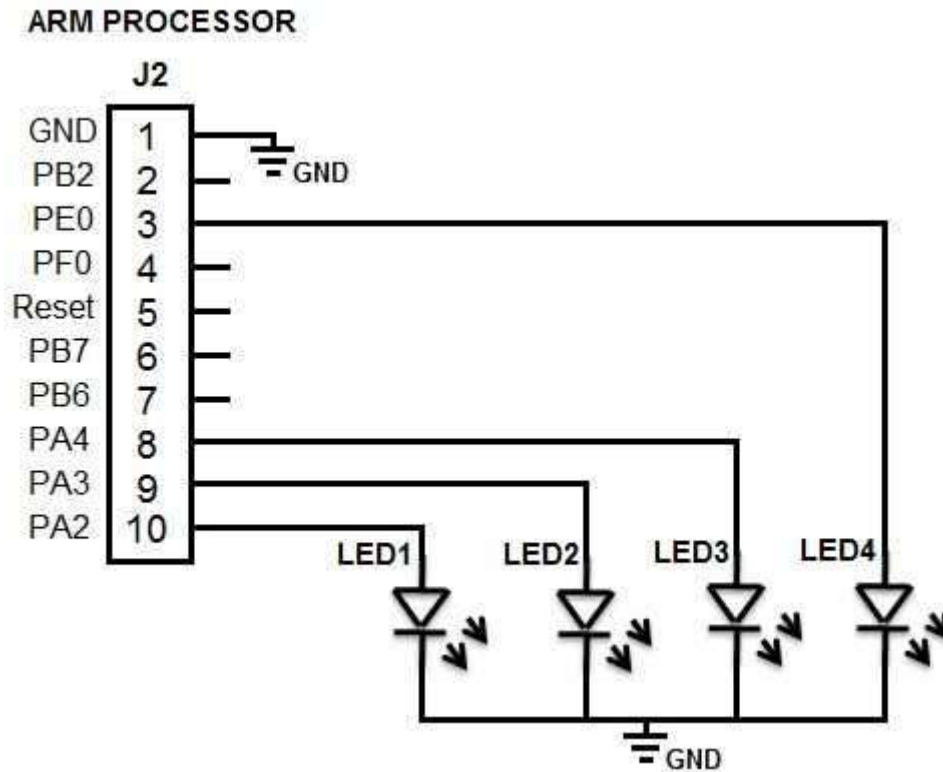 ARM PROCESSOR
J2
GND 1
GND
PB2 2
PE0 3
PF0 4
Reset 5
PB7 6
PB6 7
PA4 8
PA3 9
PA2 10
LED1 LED2 LED3 LED4
GND